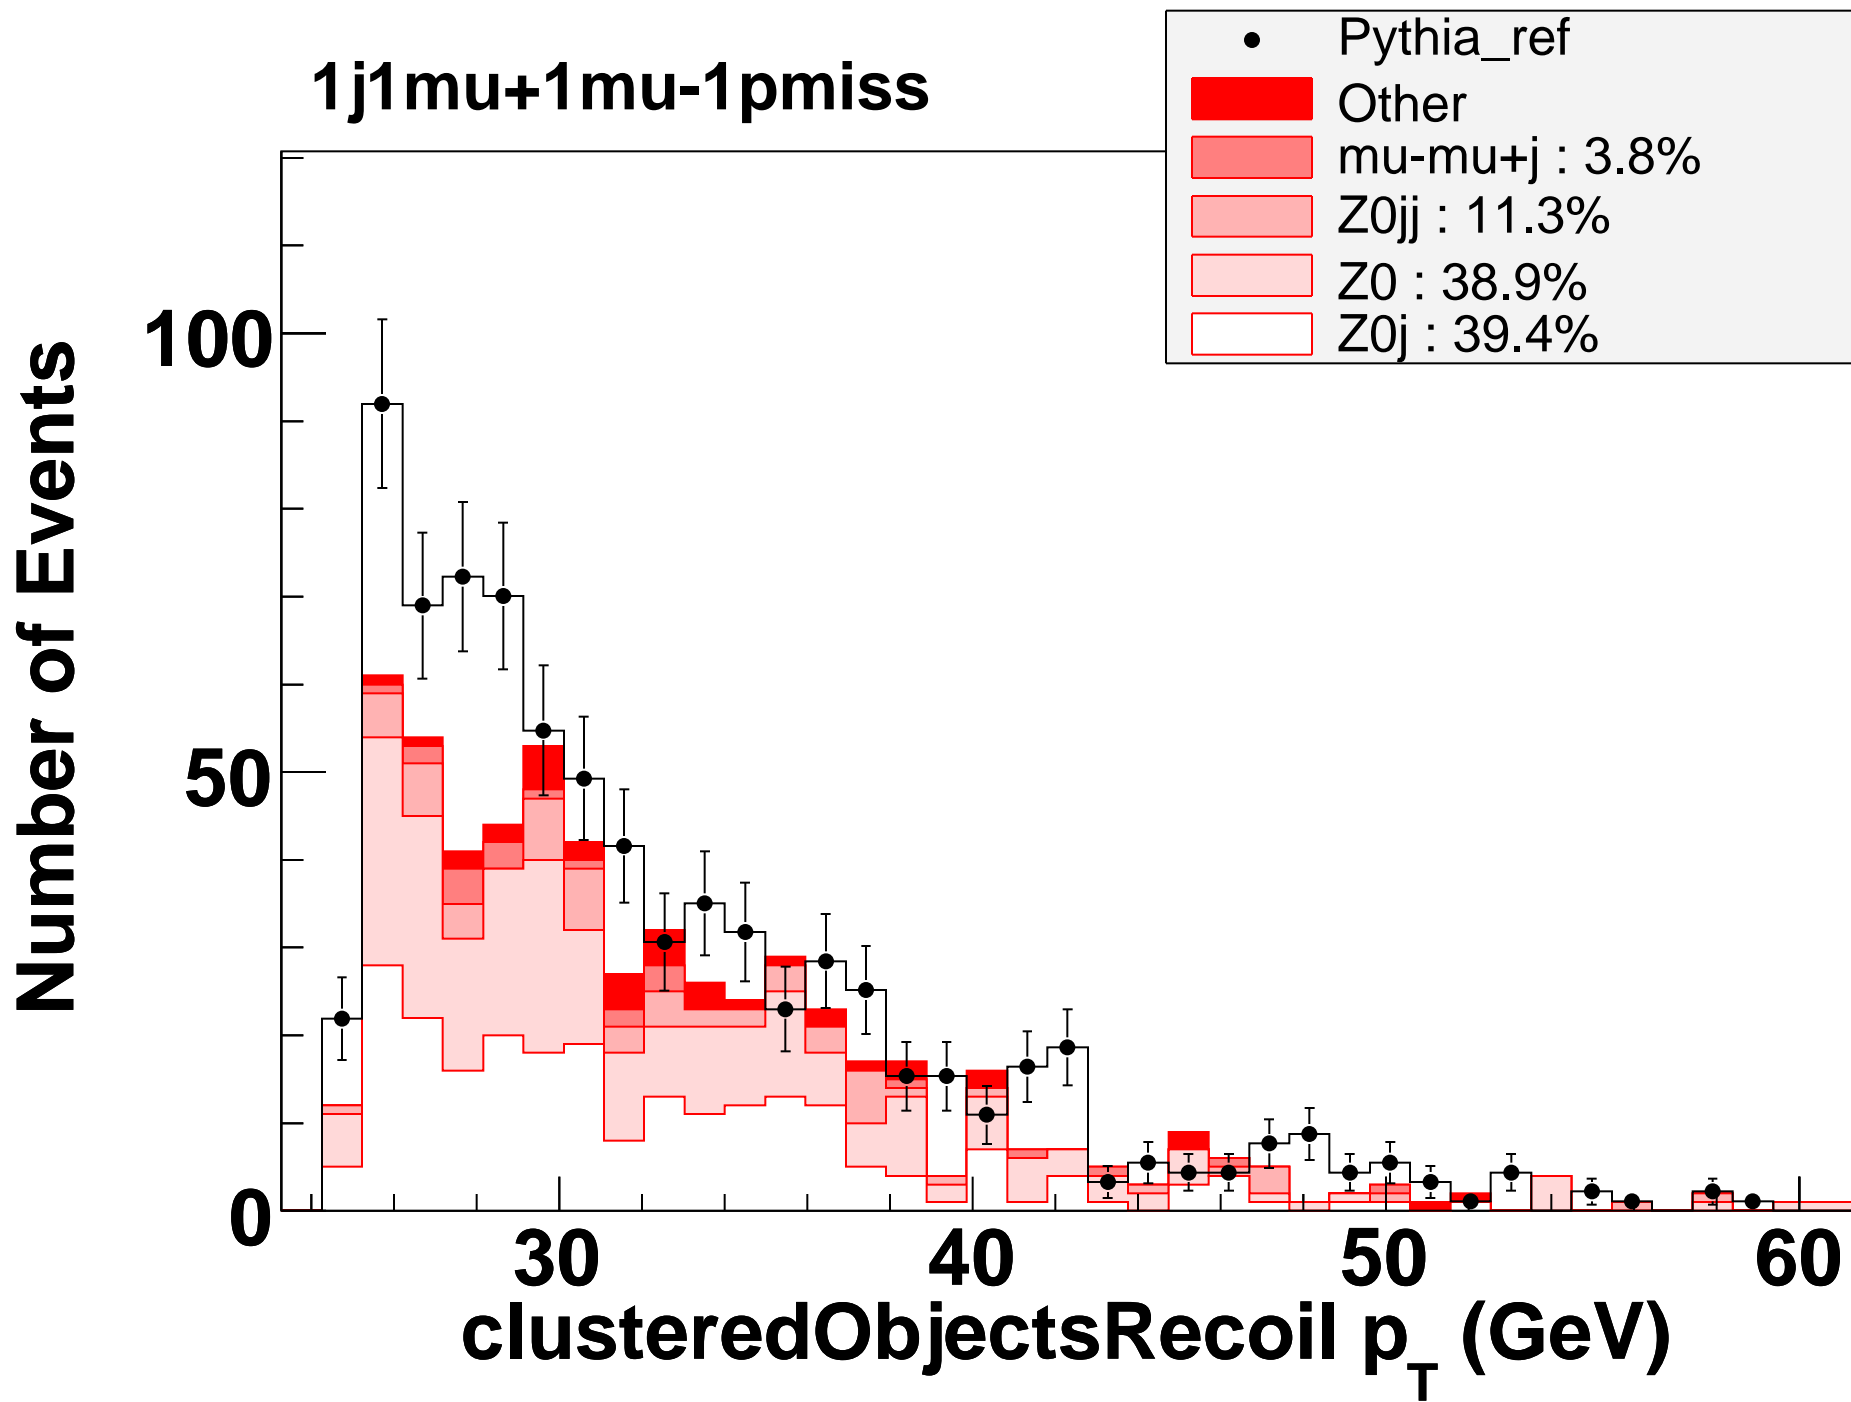 1j1mu+1mu-1pmiss
Pythia_ref
Other
mu-mu+j : 3.8%
Z0jj : 11.3%
Z0 : 38.9%
Z0j : 39.4%
Number of Events
100
50
0
30 40 50 60
clusteredObjectsRecoil p_T (GeV)